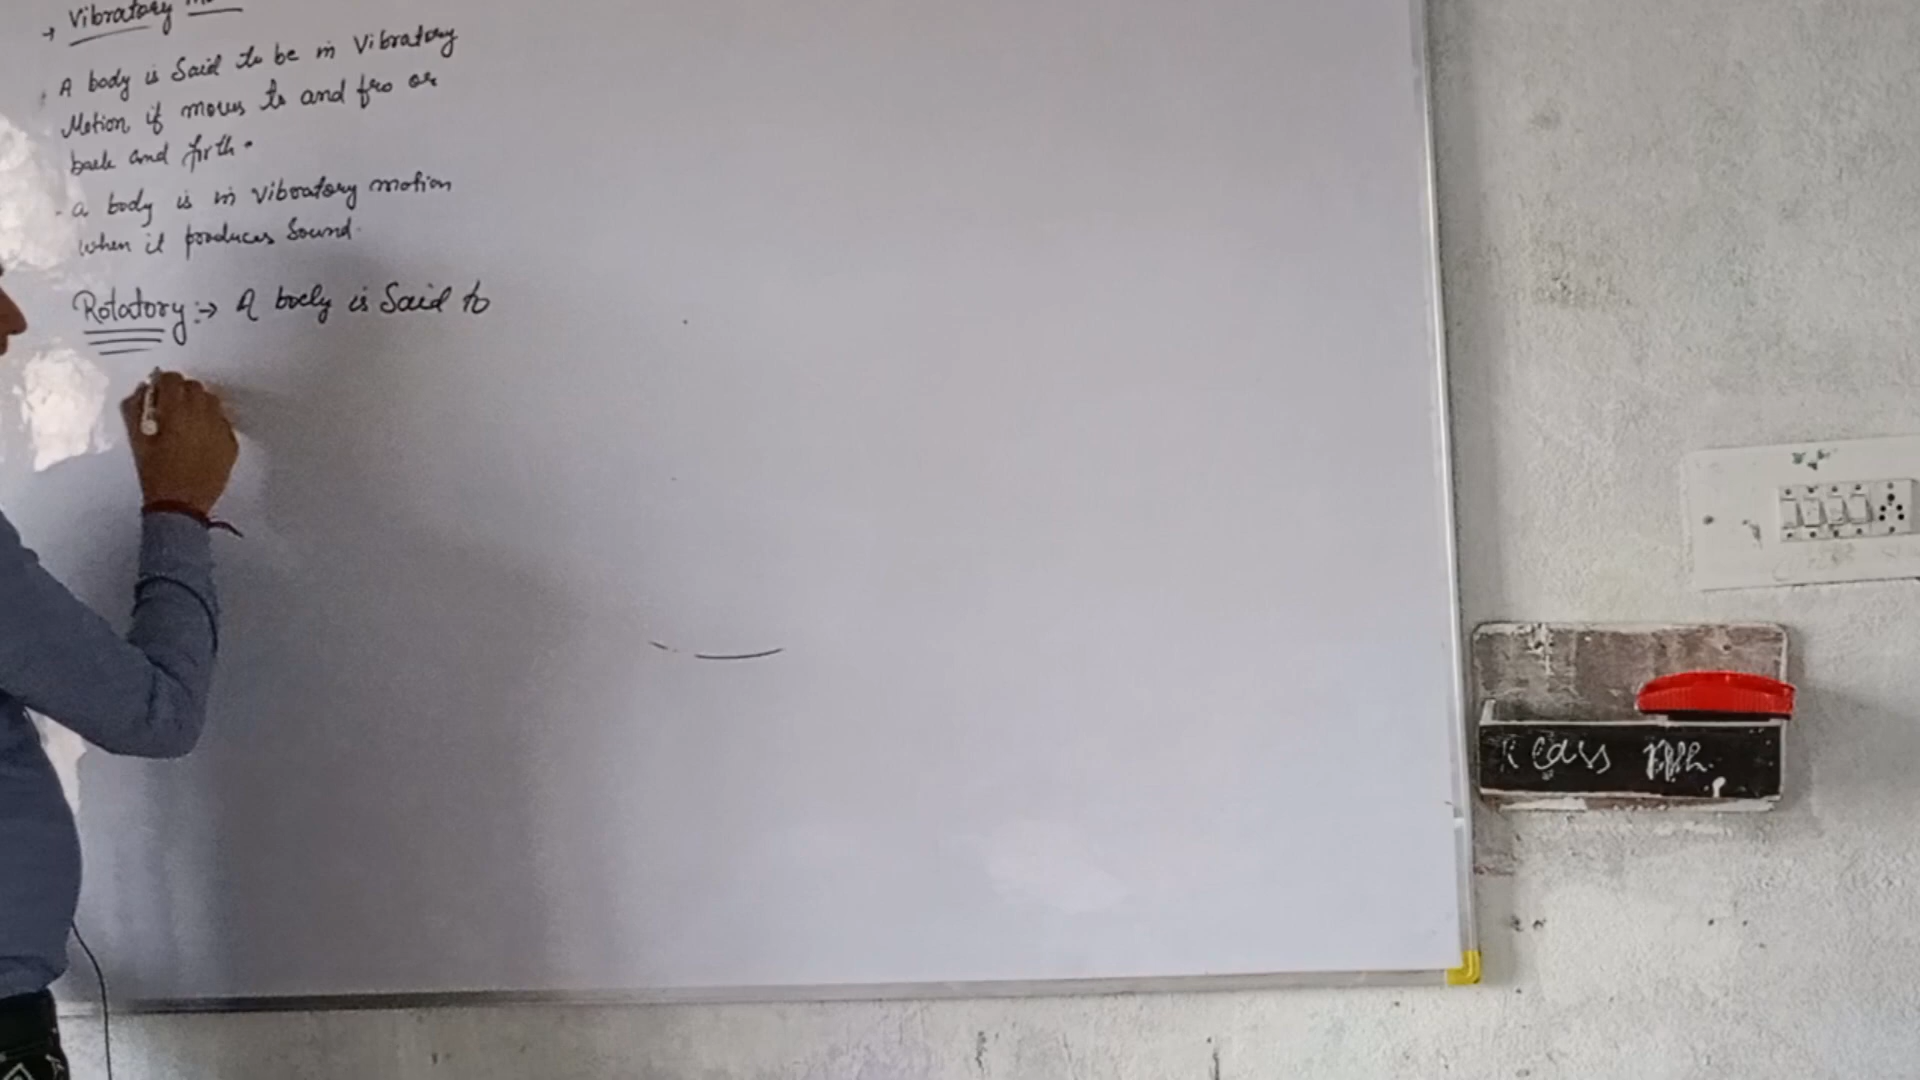 → Vibratory
A body is Said to be in Vibratory
Motion if moves to and fro or
back and forth.
- a body is in vibratory motion
when it produces Sound.
Rotatory :→ A body is Said to